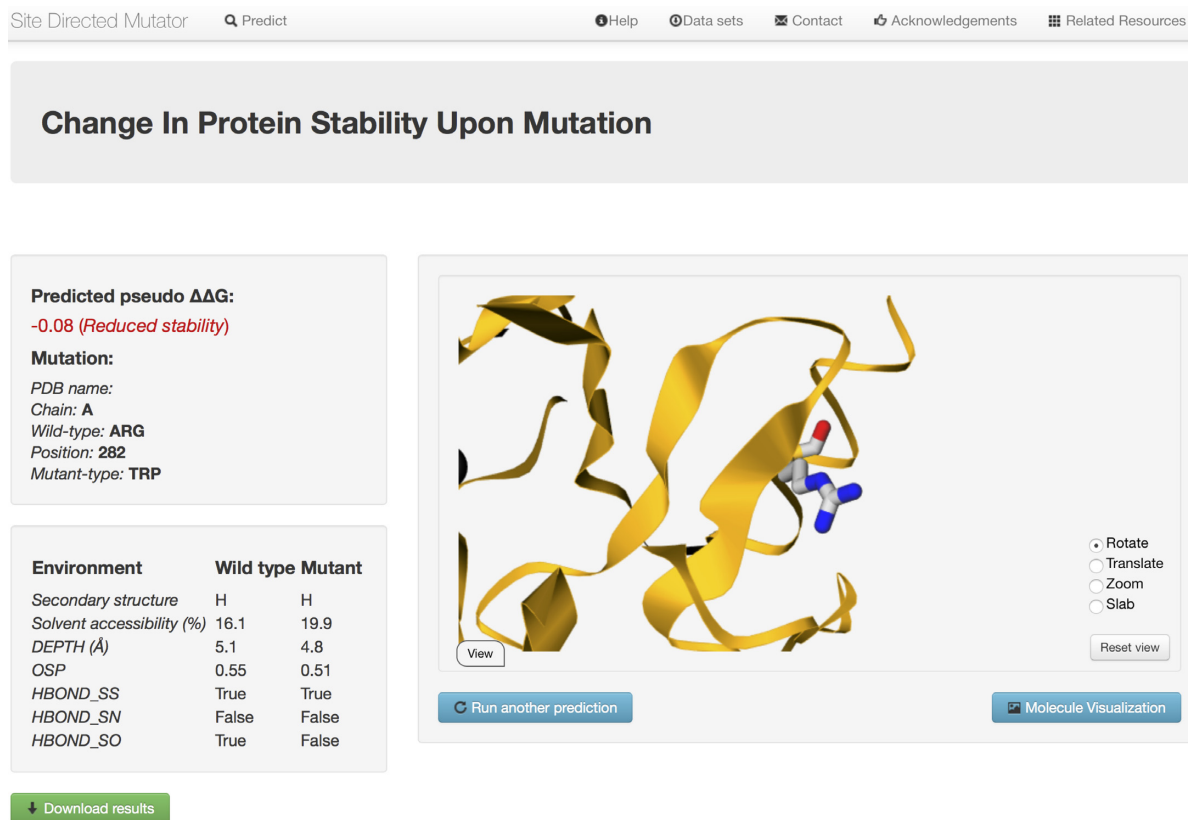 Site Directed Mutator Predict Help Data sets Contact Acknowledgements Related Resources
Change In Protein Stability Upon Mutation
Predicted pseudo ΔΔG:
-0.08 (Reduced stability)
Mutation:
PDB name:
Chain: A
Wild-type: ARG
Position: 282
Mutant-type: TRP
Environment Wild type Mutant
Secondary structure H H
Solvent accessibility (%) 16.1 19.9
DEPTH (Å) 5.1 4.8
OSP 0.55 0.51
HBOND_SS True True
HBOND_SN False False
HBOND_SO True False
Download results
Rotate
Translate
Zoom
Slab
View
Reset view
Run another prediction
Molecule Visualization